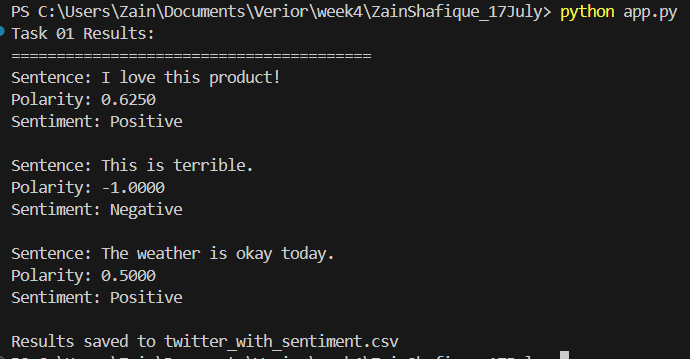 PS C:\Users\Zain\Documents\Verior\week4\ZainShafique_17July> python app.py
Task 01 Results:
========================================
Sentence: I love this product!
Polarity: 0.6250
Sentiment: Positive
Sentence: This is terrible.
Polarity: -1.0000
Sentiment: Negative
Sentence: The weather is okay today.
Polarity: 0.5000
Sentiment: Positive
Results saved to twitter_with_sentiment.csv